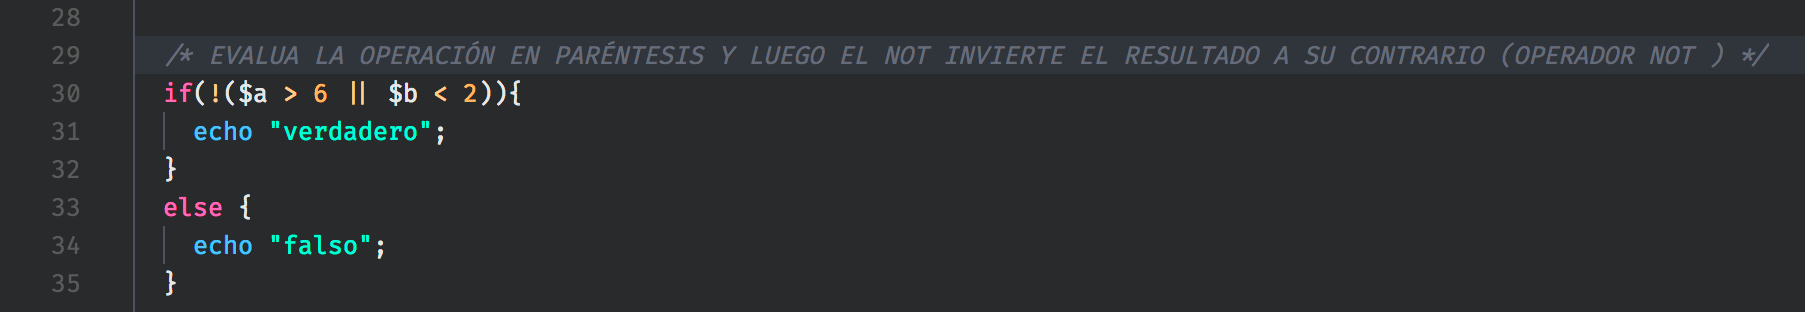 28
29 /* EVALUA LA OPERACIÓN EN PARÉNTESIS Y LUEGO EL NOT INVIERTE EL RESULTADO A SU CONTRARIO (OPERADOR NOT ) */
30 if(!($a > 6 || $b < 2)){
31 echo "verdadero";
32 }
33 else {
34 echo "falso";
35 }